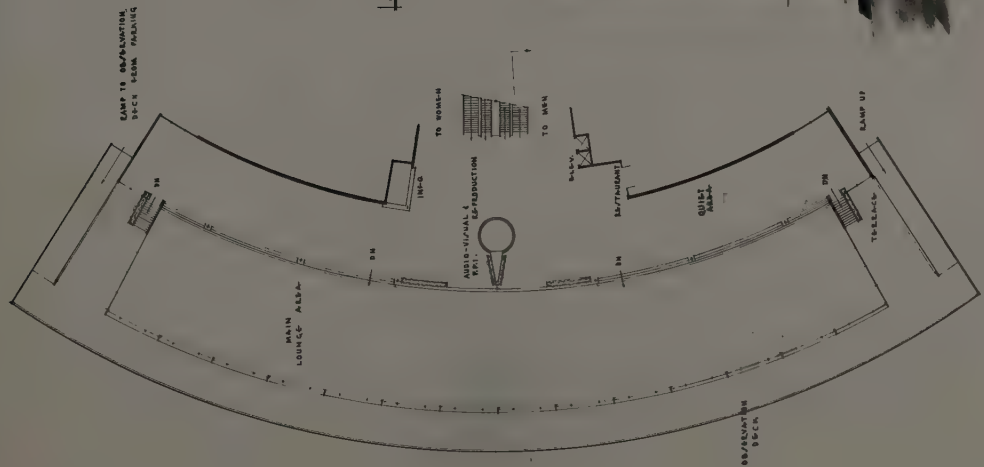 RAMP TO OBSERVATION
DECK FROM PARKING
TO WOMEN
TO MEN
RAMP UP
DN
INFO.
AUDIO-VISUAL &
REPRODUCTION
ELEV.
RESTAURANT
QUIET
AREA
DN
TERRACE
DN
DN
MAIN
LOUNGE AREA
OBSERVATION
DECK